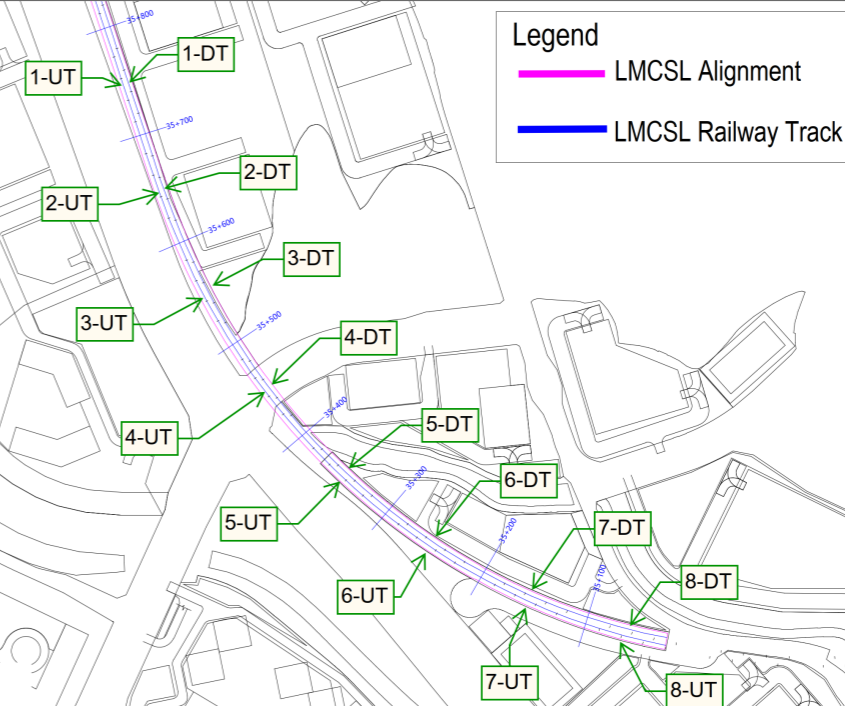 35+800
Legend
1-DT
1-UT
LMCSL Alignment
35+700
LMCSL Railway Track
2-DT
2-UT
35+600
3-DT
3-UT
35+500
4-DT
35+400
4-UT
5-DT
35+300
6-DT
5-UT
35+200
7-DT
35+100
8-DT
6-UT
7-UT
8-UT